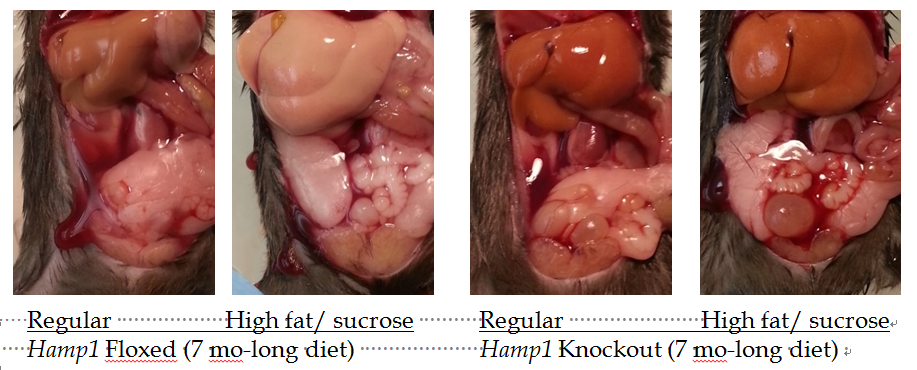 Regular High fat/ sucrose Regular High fat/ sucrose
Hamp1 Floxed (7 mo-long diet) Hamp1 Knockout (7 mo-long diet)